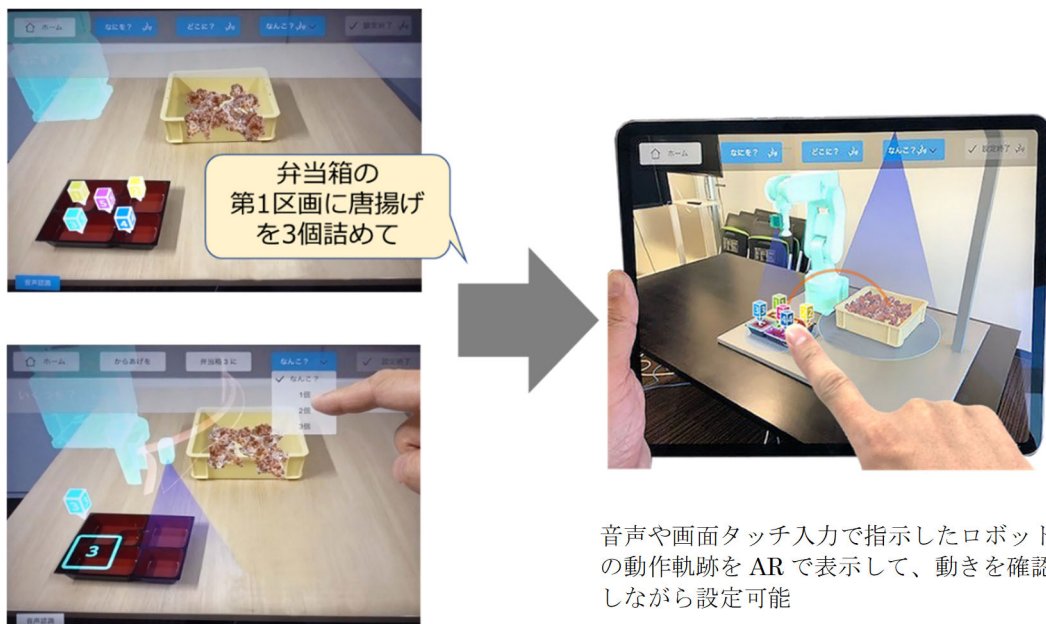 ホーム
なにを?
どこに?
なんこ?
設定終了
弁当箱の
第1区画に唐揚げ
を3個詰めて
音声認識
ホーム
からあげを
弁当箱3に
なんこ?
設定終了
なんこ?
1個
2個
3個
3
音声認識
ホーム
なにを?
どこに?
なんこ?
設定終了
音声や画面タッチ入力で指示したロボット
の動作軌跡を AR で表示して、動きを確認
しながら設定可能